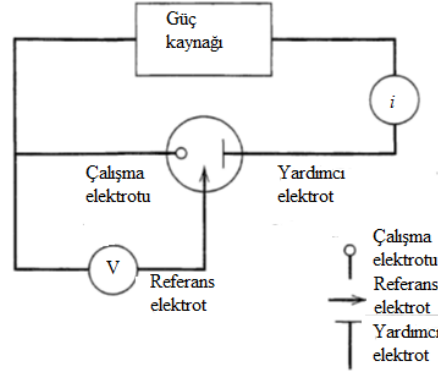 Güç
kaynağı
i
Çalışma
elektrotu
Yardımcı
elektrot
V
Referans
elektrot
Çalışma
elektrotu
Referans
elektrot
Yardımcı
elektrot